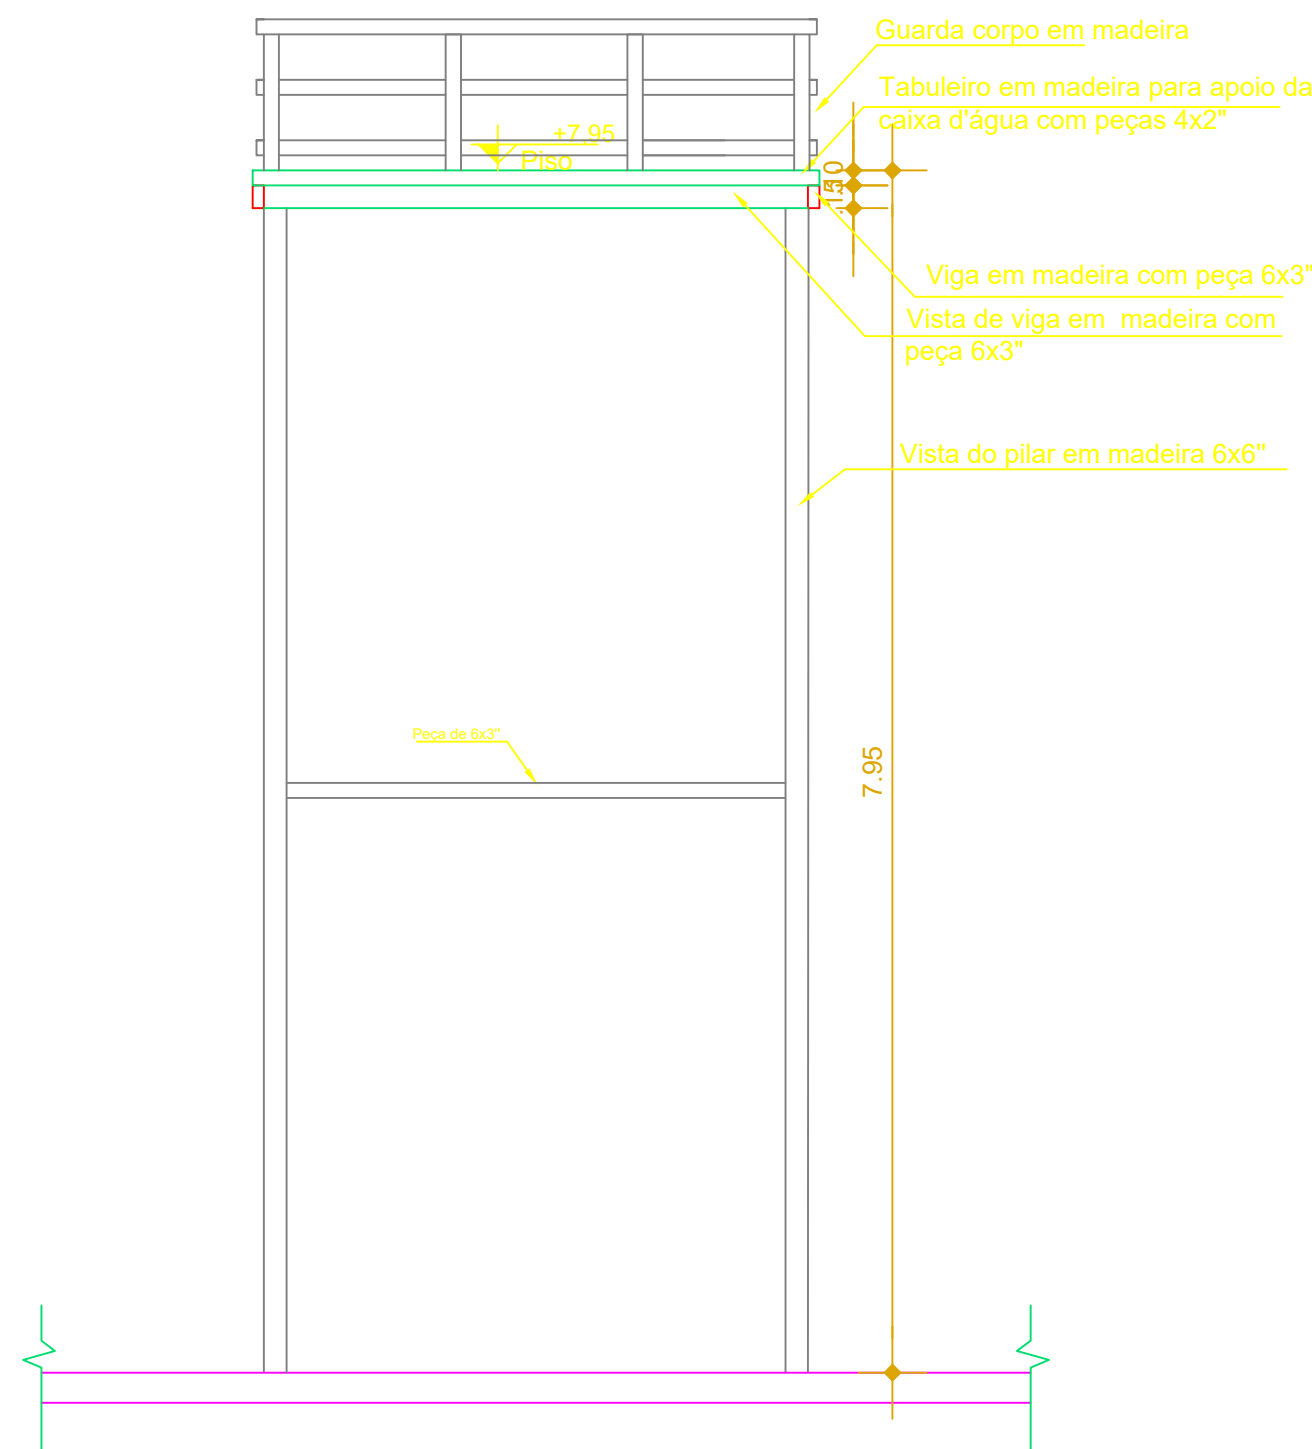 Guarda corpo em madeira
Tabuleiro em madeira para apoio da
caixa d'água com peças 4x2"
+7,95
Piso
.10
.15
Viga em madeira com peça 6x3"
Vista de viga em madeira com
peça 6x3"
Vista do pilar em madeira 6x6"
Peça de 6x3"
7.95